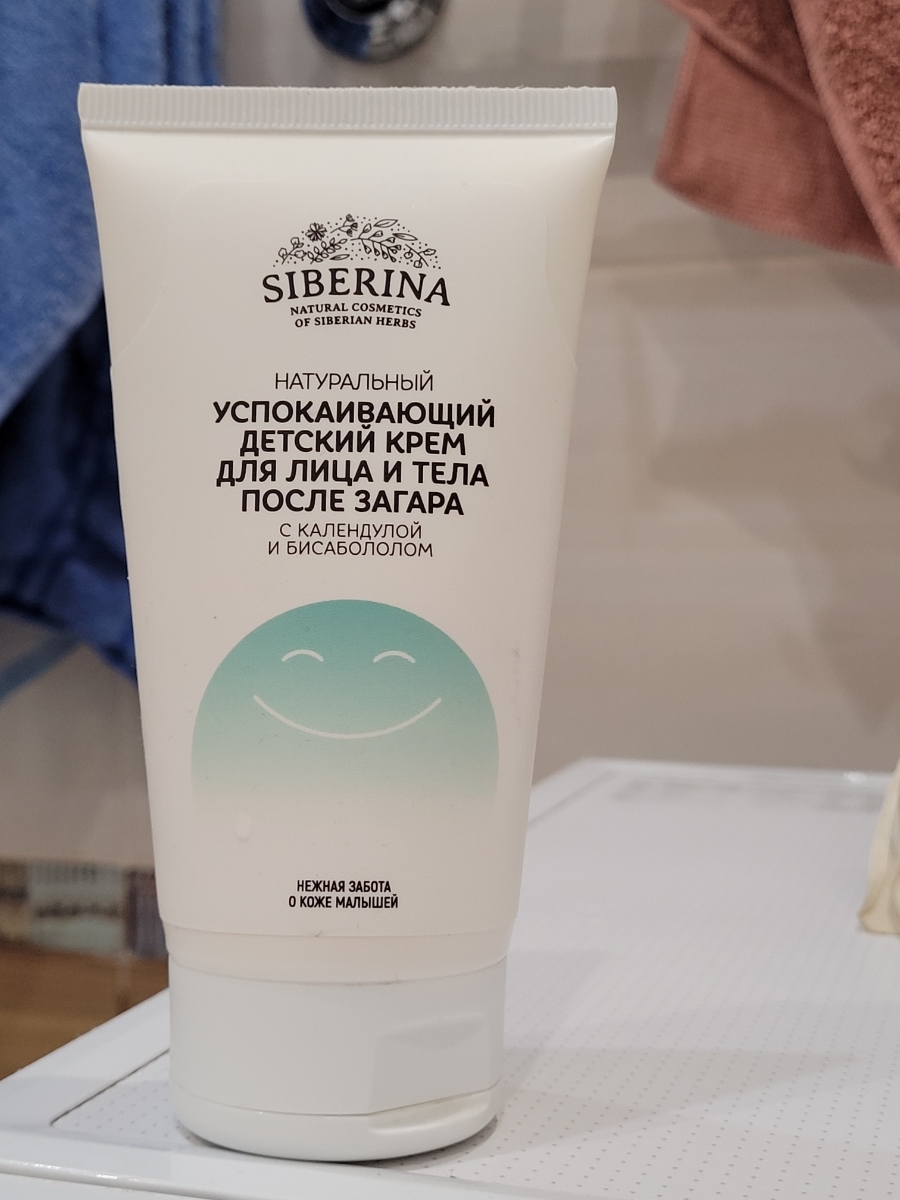 SIBERINA
NATURAL COSMETICS
OF SIBERIAN HERBS
НАТУРАЛЬНЫЙ
УСПОКАИВАЮЩИЙ
ДЕТСКИЙ КРЕМ
ДЛЯ ЛИЦА И ТЕЛА
ПОСЛЕ ЗАГАРА
С КАЛЕНДУЛОЙ
И БИСАБОЛОЛОМ
НЕЖНАЯ ЗАБОТА
О КОЖЕ МАЛЫШЕЙ